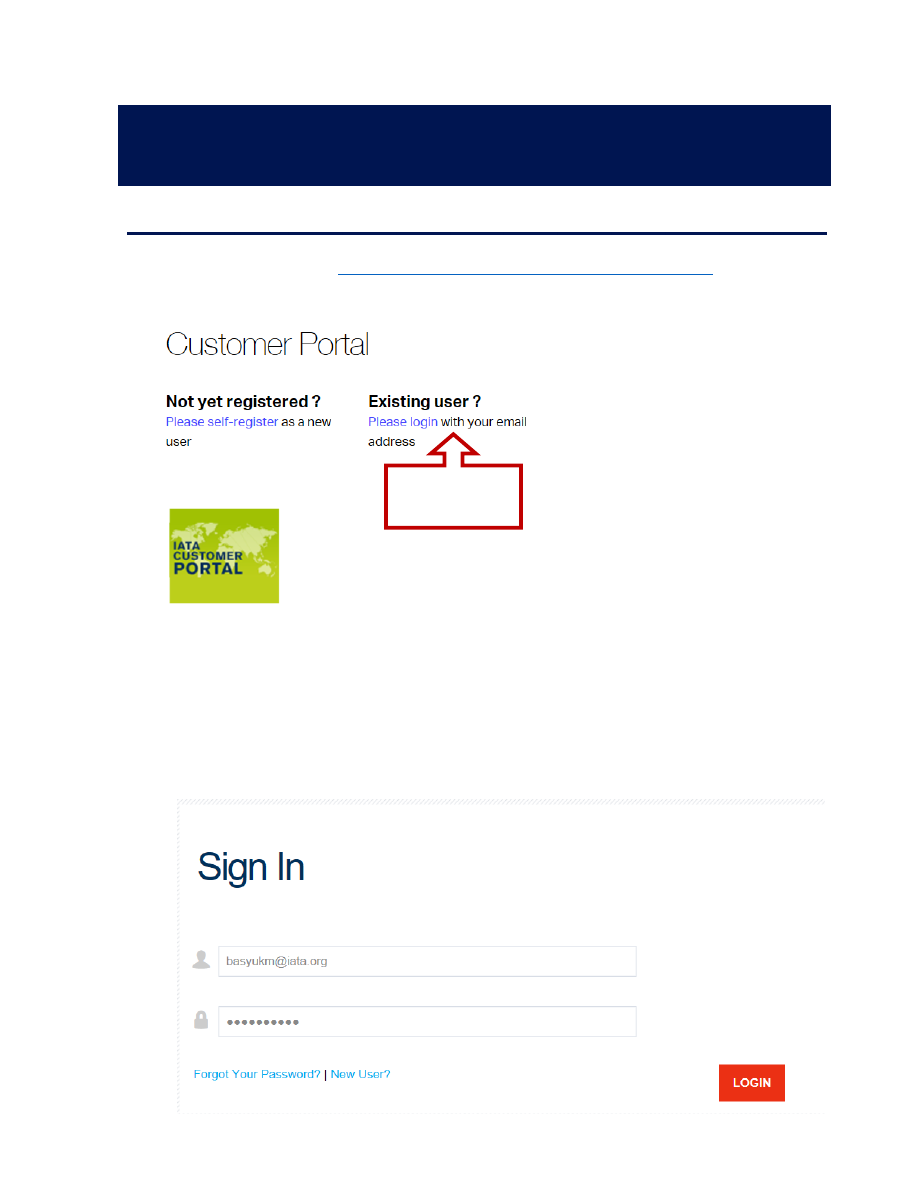 Customer Portal
Not yet registered ?
Please self-register as a new
user
Existing user ?
Please login with your email
address
IATA
CUSTOMER
PORTAL
Sign In
basyukm@iata.org
••••••••••
Forgot Your Password? | New User?
LOGIN